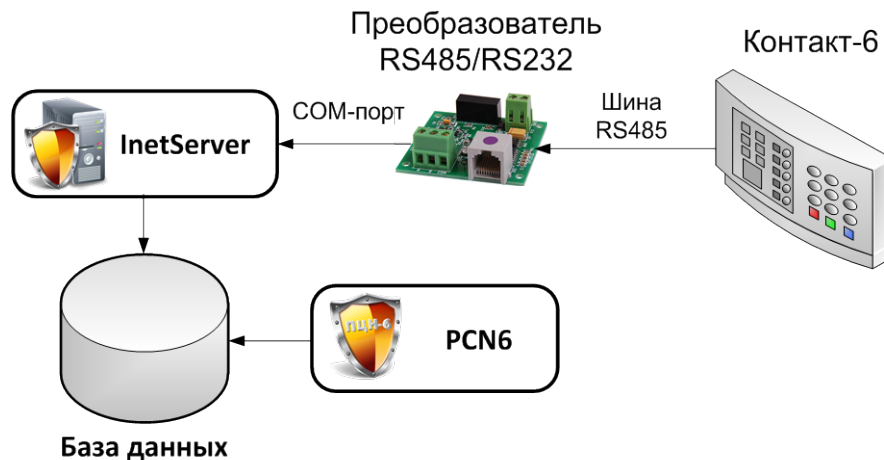 Преобразователь
RS485/RS232
Контакт-6
COM-порт
Шина
RS485
InetServer
ПЦН-6
PCN6
База данных